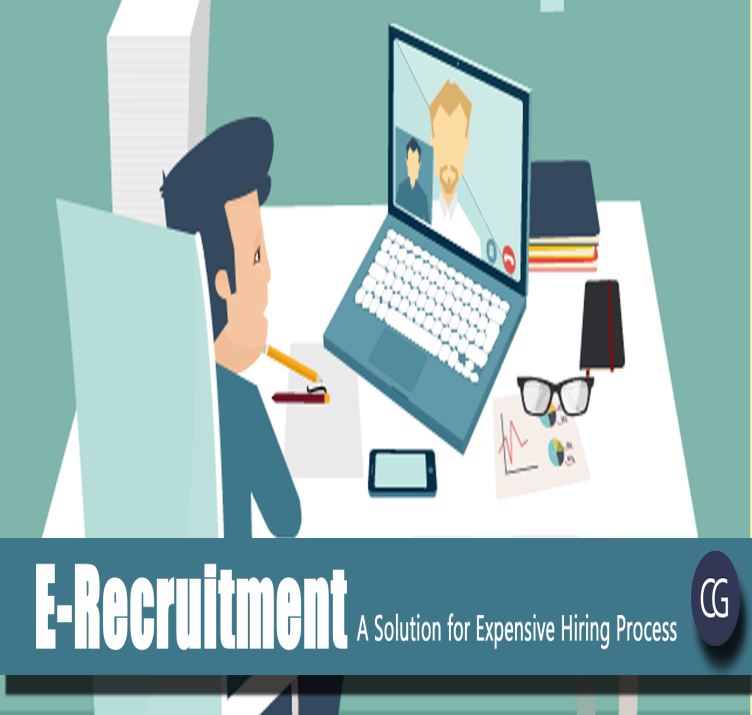 E-Recruitment A Solution for Expensive Hiring Process
CG